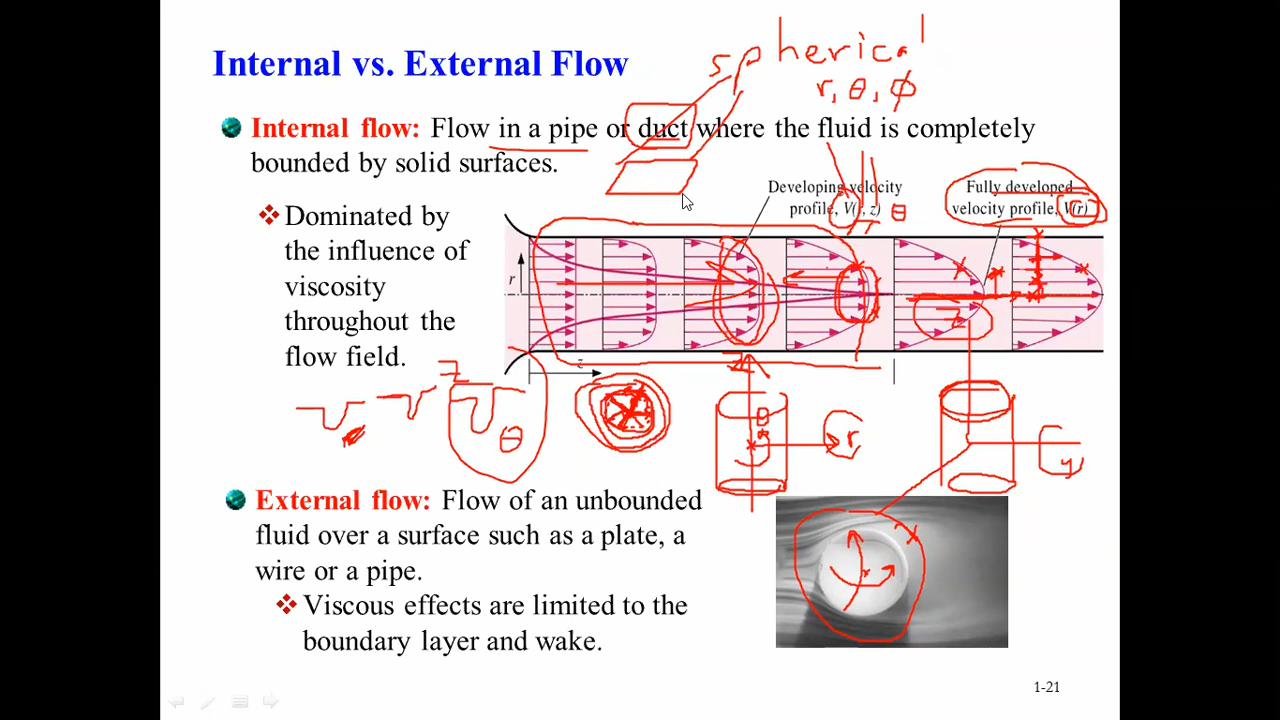 Internal vs. External Flow
spherical
r, θ, ϕ
Internal flow: Flow in a pipe or duct where the fluid is completely
bounded by solid surfaces.
Dominated by
the influence of
viscosity
throughout the
flow field.
Developing velocity
profile, V(r, z) θ
Fully developed
velocity profile, V(r)
r
z
z
z
θ
θ
r
z
y
x
r
External flow: Flow of an unbounded
fluid over a surface such as a plate, a
wire or a pipe.
Viscous effects are limited to the
boundary layer and wake.
1-21